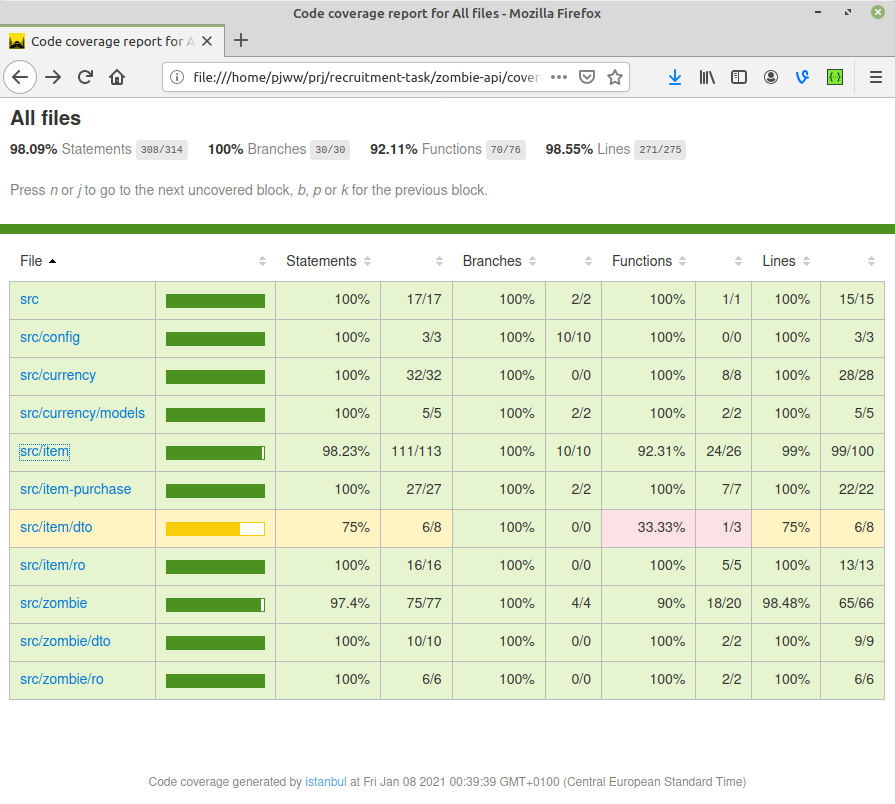 Code coverage report for All files - Mozilla Firefox
Code coverage report for A
file:///home/pjww/prj/recruitment-task/zombie-api/cover
All files
98.09% Statements 308/314 100% Branches 30/30 92.11% Functions 70/76 98.55% Lines 271/275
Press n or j to go to the next uncovered block, b, p or k for the previous block.
File Statements Branches Functions Lines
src 100% 17/17 100% 2/2 100% 1/1 100% 15/15
src/config 100% 3/3 100% 10/10 100% 0/0 100% 3/3
src/currency 100% 32/32 100% 0/0 100% 8/8 100% 28/28
src/currency/models 100% 5/5 100% 2/2 100% 2/2 100% 5/5
src/item 98.23% 111/113 100% 10/10 92.31% 24/26 99% 99/100
src/item-purchase 100% 27/27 100% 2/2 100% 7/7 100% 22/22
src/item/dto 75% 6/8 100% 0/0 33.33% 1/3 75% 6/8
src/item/ro 100% 16/16 100% 0/0 100% 5/5 100% 13/13
src/zombie 97.4% 75/77 100% 4/4 90% 18/20 98.48% 65/66
src/zombie/dto 100% 10/10 100% 0/0 100% 2/2 100% 9/9
src/zombie/ro 100% 6/6 100% 0/0 100% 2/2 100% 6/6
Code coverage generated by istanbul at Fri Jan 08 2021 00:39:39 GMT+0100 (Central European Standard Time)